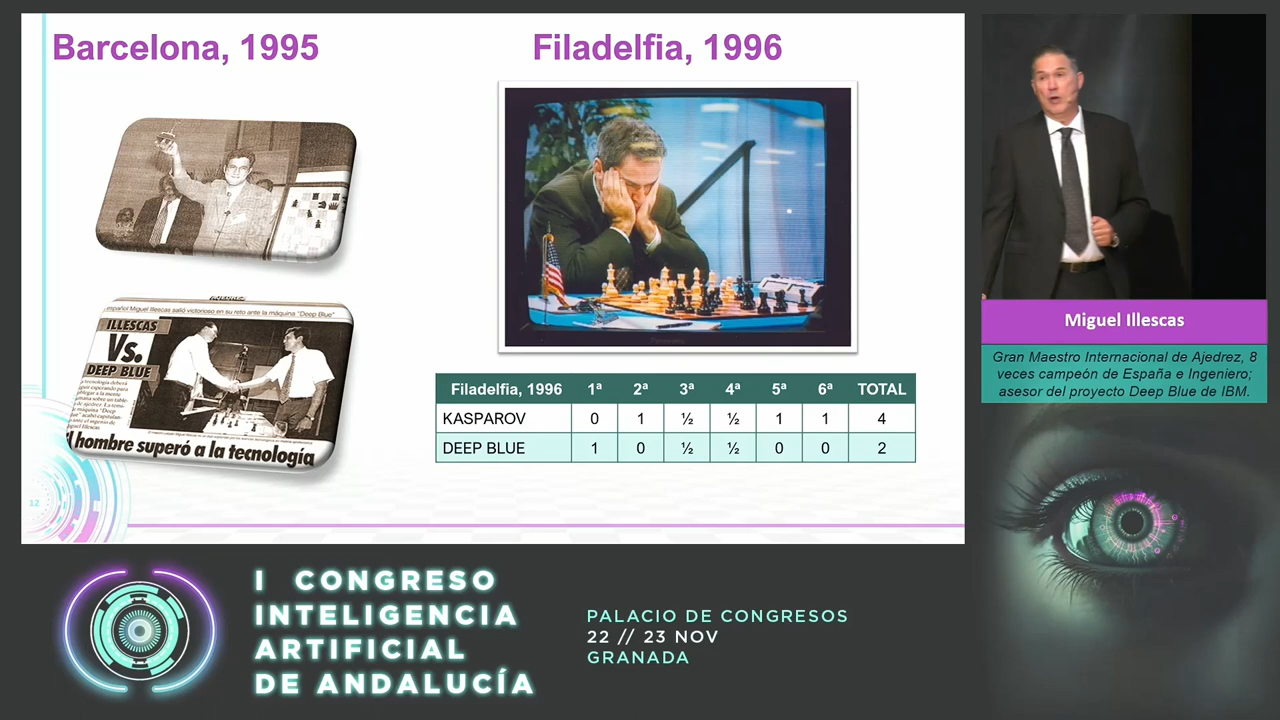 Barcelona, 1995
Filadelfia, 1996
español Miguel Illescas salió victorioso en su reto ante la máquina "Deep Blue"
ILLESCAS
Vs.
DEEP BLUE
l hombre superó a la tecnología
Filadelfia, 1996 1ª 2ª 3ª 4ª 5ª 6ª TOTAL
KASPAROV 0 1 ½ ½ 1 1 4
DEEP BLUE 1 0 ½ ½ 0 0 2
12
Miguel Illescas
Gran Maestro Internacional de Ajedrez, 8
veces campeón de España e Ingeniero;
asesor del proyecto Deep Blue de IBM.
I CONGRESO
INTELIGENCIA
ARTIFICIAL
DE ANDALUCÍA
PALACIO DE CONGRESOS
22 // 23 NOV
GRANADA